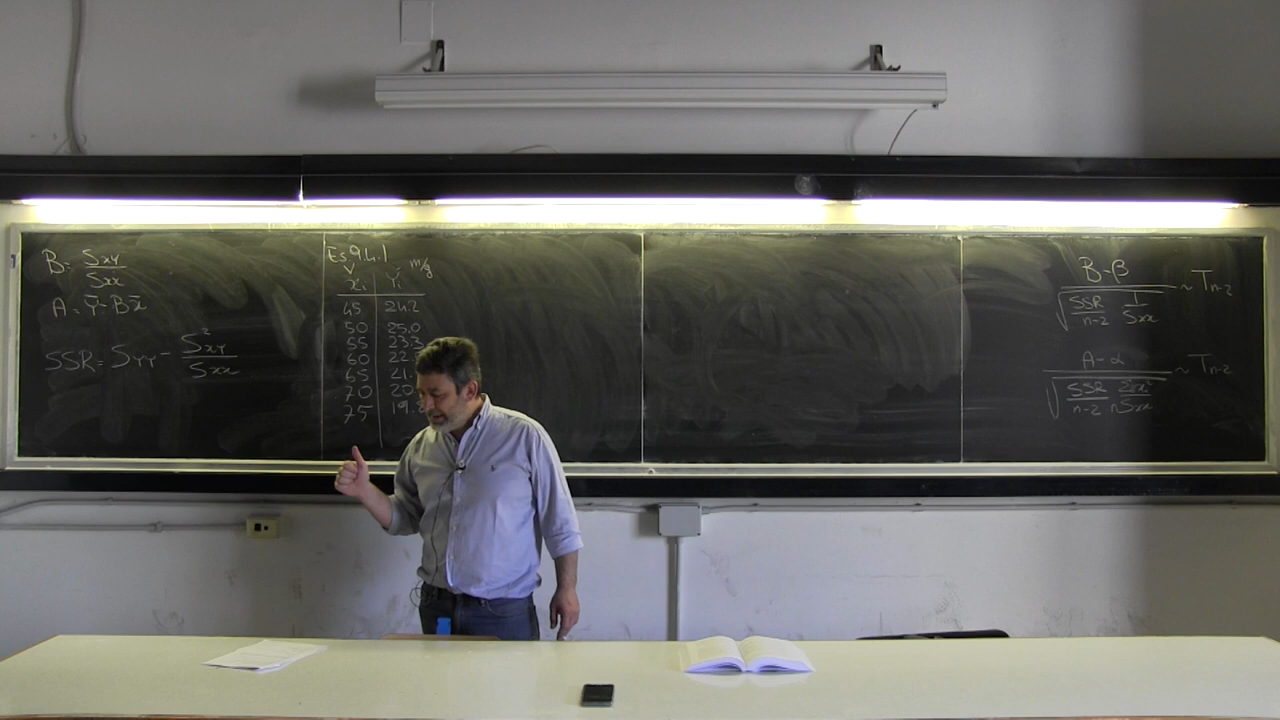 B = SxY / Sxx
A = Ȳ - B x̄
SSR = SYY - S²xY / Sxx
Es 9.4.1
V m/g
xi Yi
45 24.2
50 25.0
55 23.3
60 22.
65 21.
70 20.
75 19.
B-β / √(SSR/(n-2) 1/Sxx) ~ Tn-2
A-α / √(SSR/(n-2) Σxi²/(nSxx)) ~ Tn-2